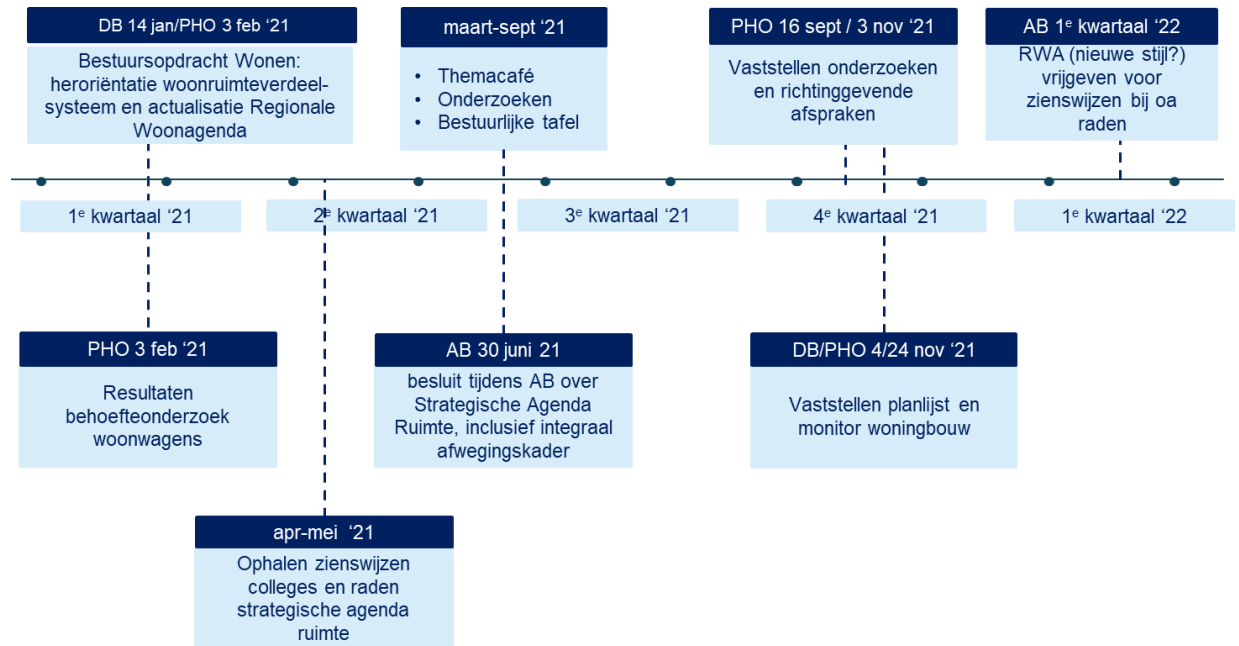 DB 14 jan/PHO 3 feb ‘21
Bestuursopdracht Wonen:
heroriëntatie woonruimteverdeel-
systeem en actualisatie Regionale
Woonagenda
maart-sept ‘21
• Themacafé
• Onderzoeken
• Bestuurlijke tafel
PHO 16 sept / 3 nov ‘21
Vaststellen onderzoeken
en richtinggevende
afspraken
AB 1e kwartaal ‘22
RWA (nieuwe stijl?)
vrijgeven voor
zienswijzen bij oa
raden
1e kwartaal ‘21
2e kwartaal ‘21
3e kwartaal ‘21
4e kwartaal ‘21
1e kwartaal ‘22
PHO 3 feb ‘21
Resultaten
behoefteonderzoek
woonwagens
AB 30 juni 21
besluit tijdens AB over
Strategische Agenda
Ruimte, inclusief integraal
afwegingskader
DB/PHO 4/24 nov ‘21
Vaststellen planlijst en
monitor woningbouw
apr-mei ‘21
Ophalen zienswijzen
colleges en raden
strategische agenda
ruimte